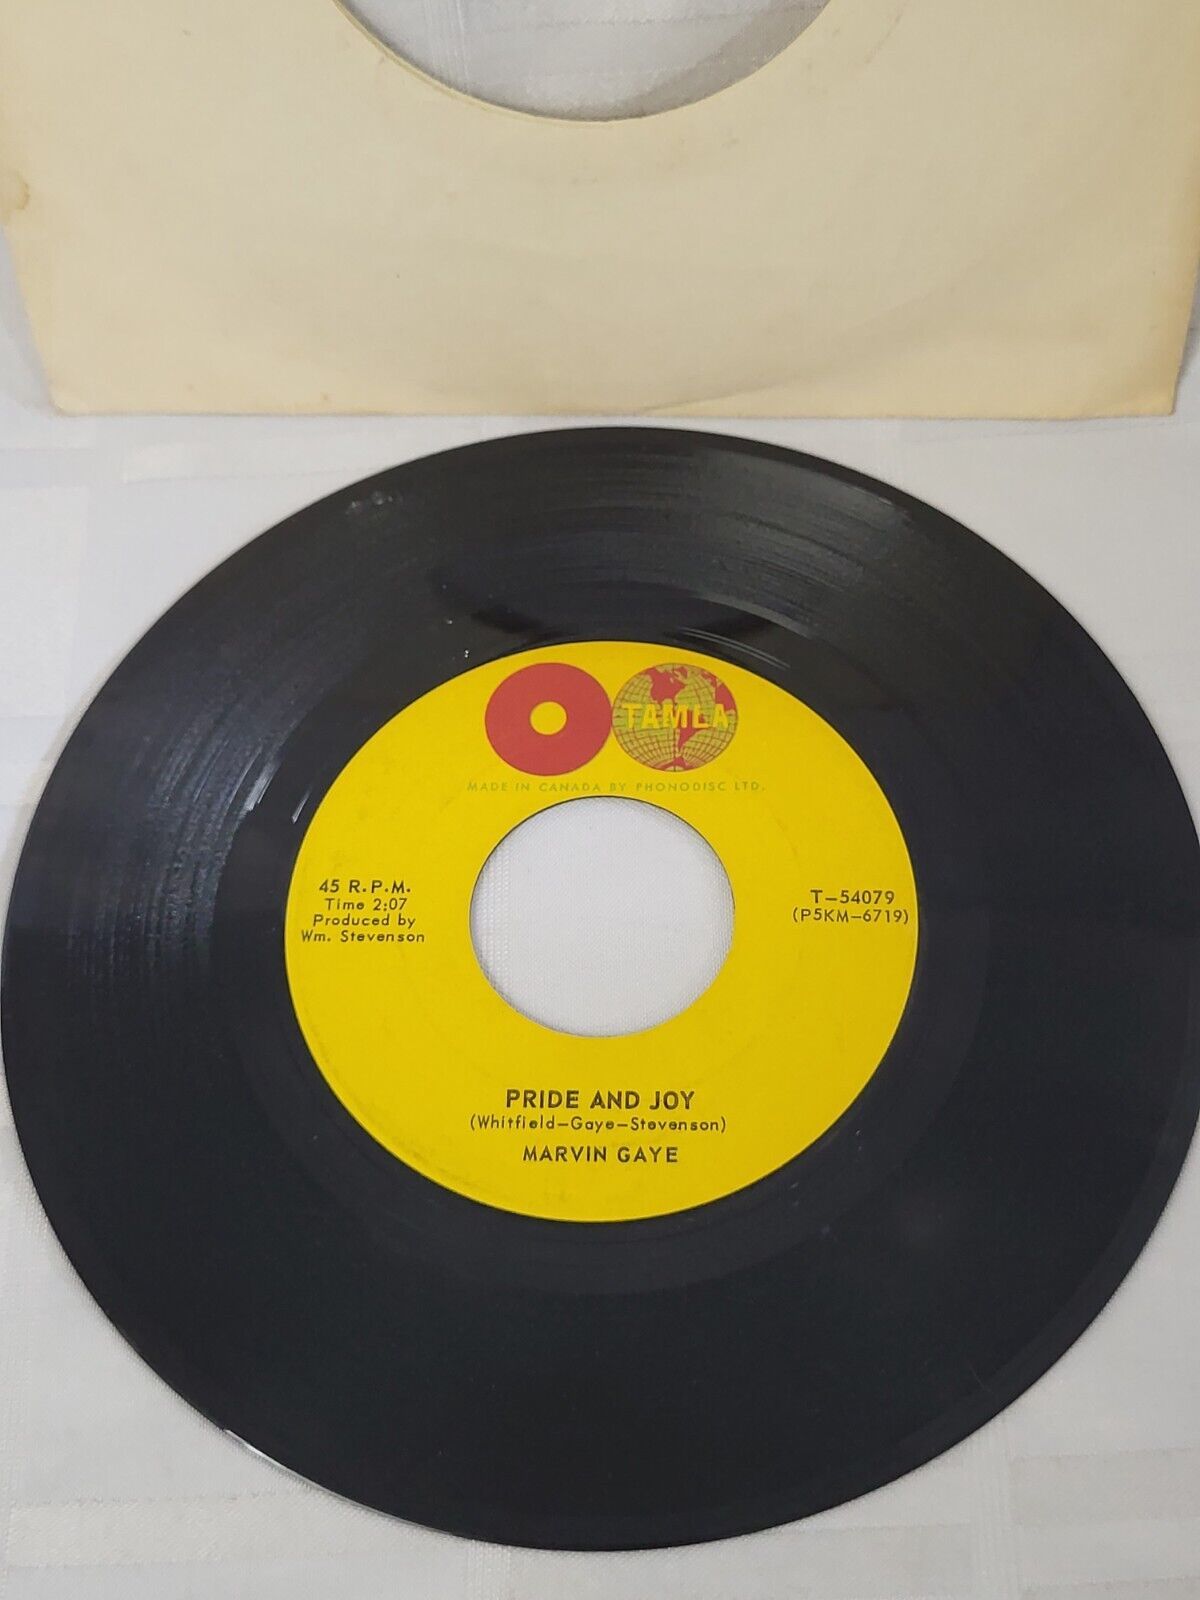 TAMLA
MADE IN CANADA BY PHONODISC LTD.
45 R.P.M.
Time 2:07
Produced by
Wm. Stevenson
T-54079
(P5KM-6719)
PRIDE AND JOY
(Whitfield-Gaye-Stevenson)
MARVIN GAYE